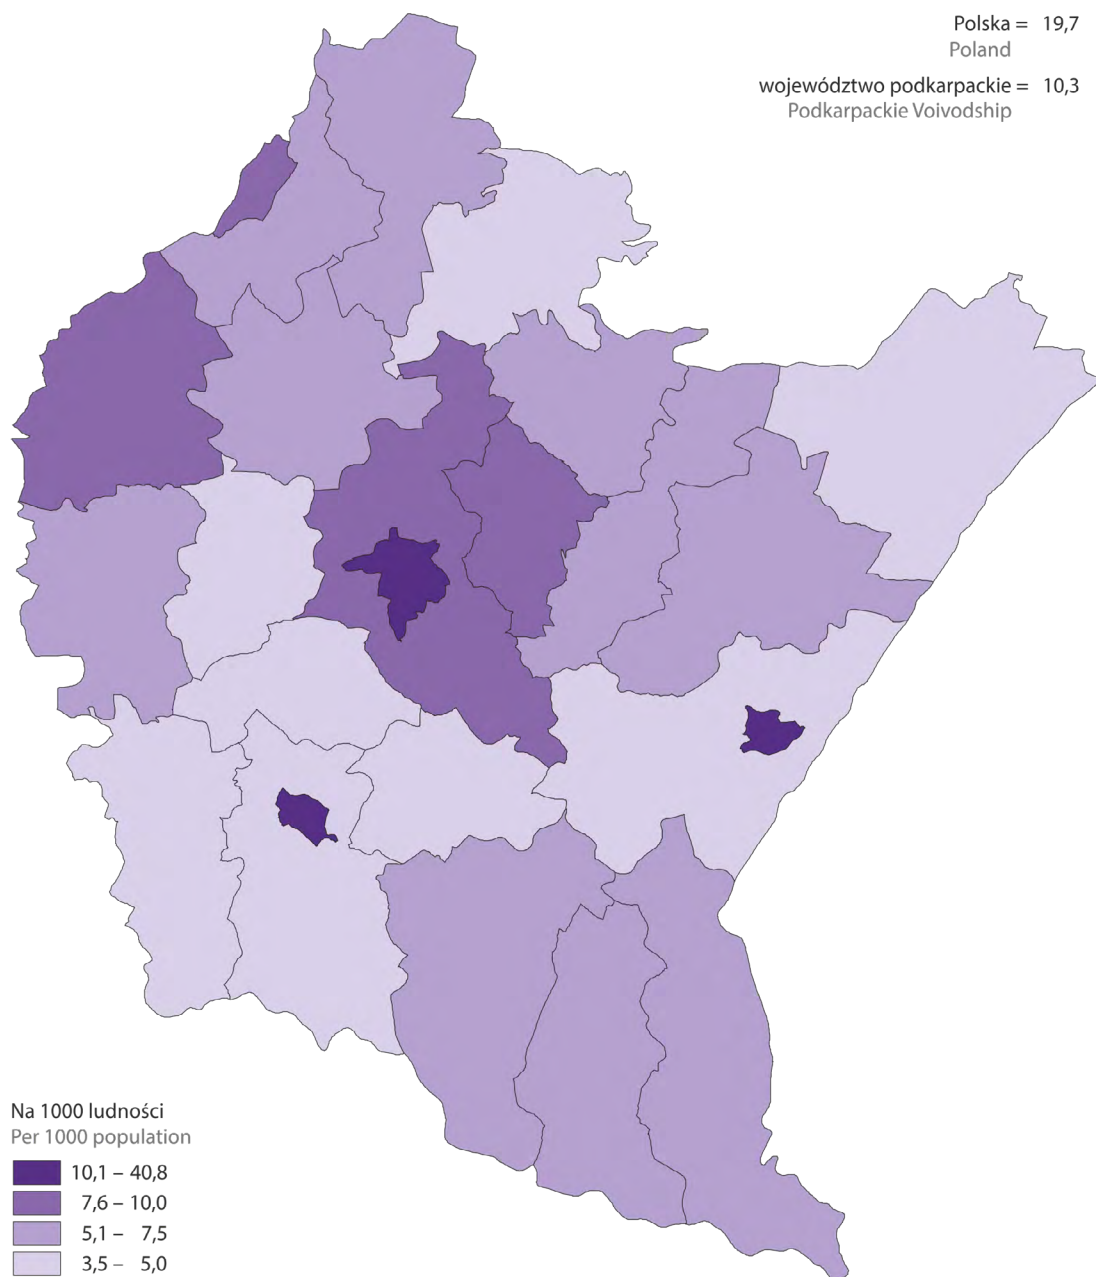 Polska = 19,7
Poland
województwo podkarpackie = 10,3
Podkarpackie Voivodship
Na 1000 ludności
Per 1000 population
10,1 – 40,8
7,6 – 10,0
5,1 – 7,5
3,5 – 5,0